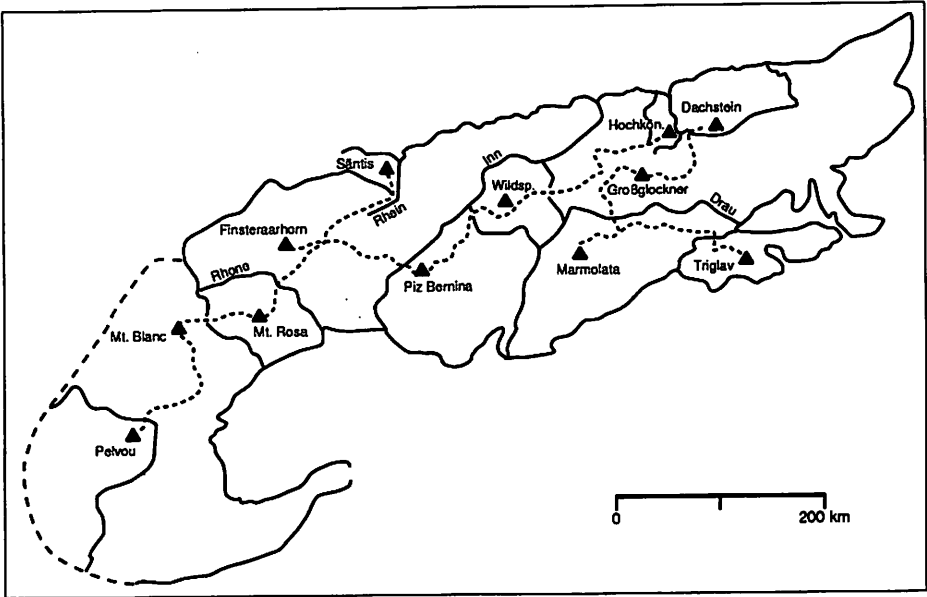 Dachstein
Hochkön.
Säntis
Inn
Wildsp.
Großglockner
Rhein
Drau
Finsteraarhorn
Marmolata
Triglav
Rhone
Piz Bernina
Mt. Blanc
Mt. Rosa
Pelvou
0 200 km